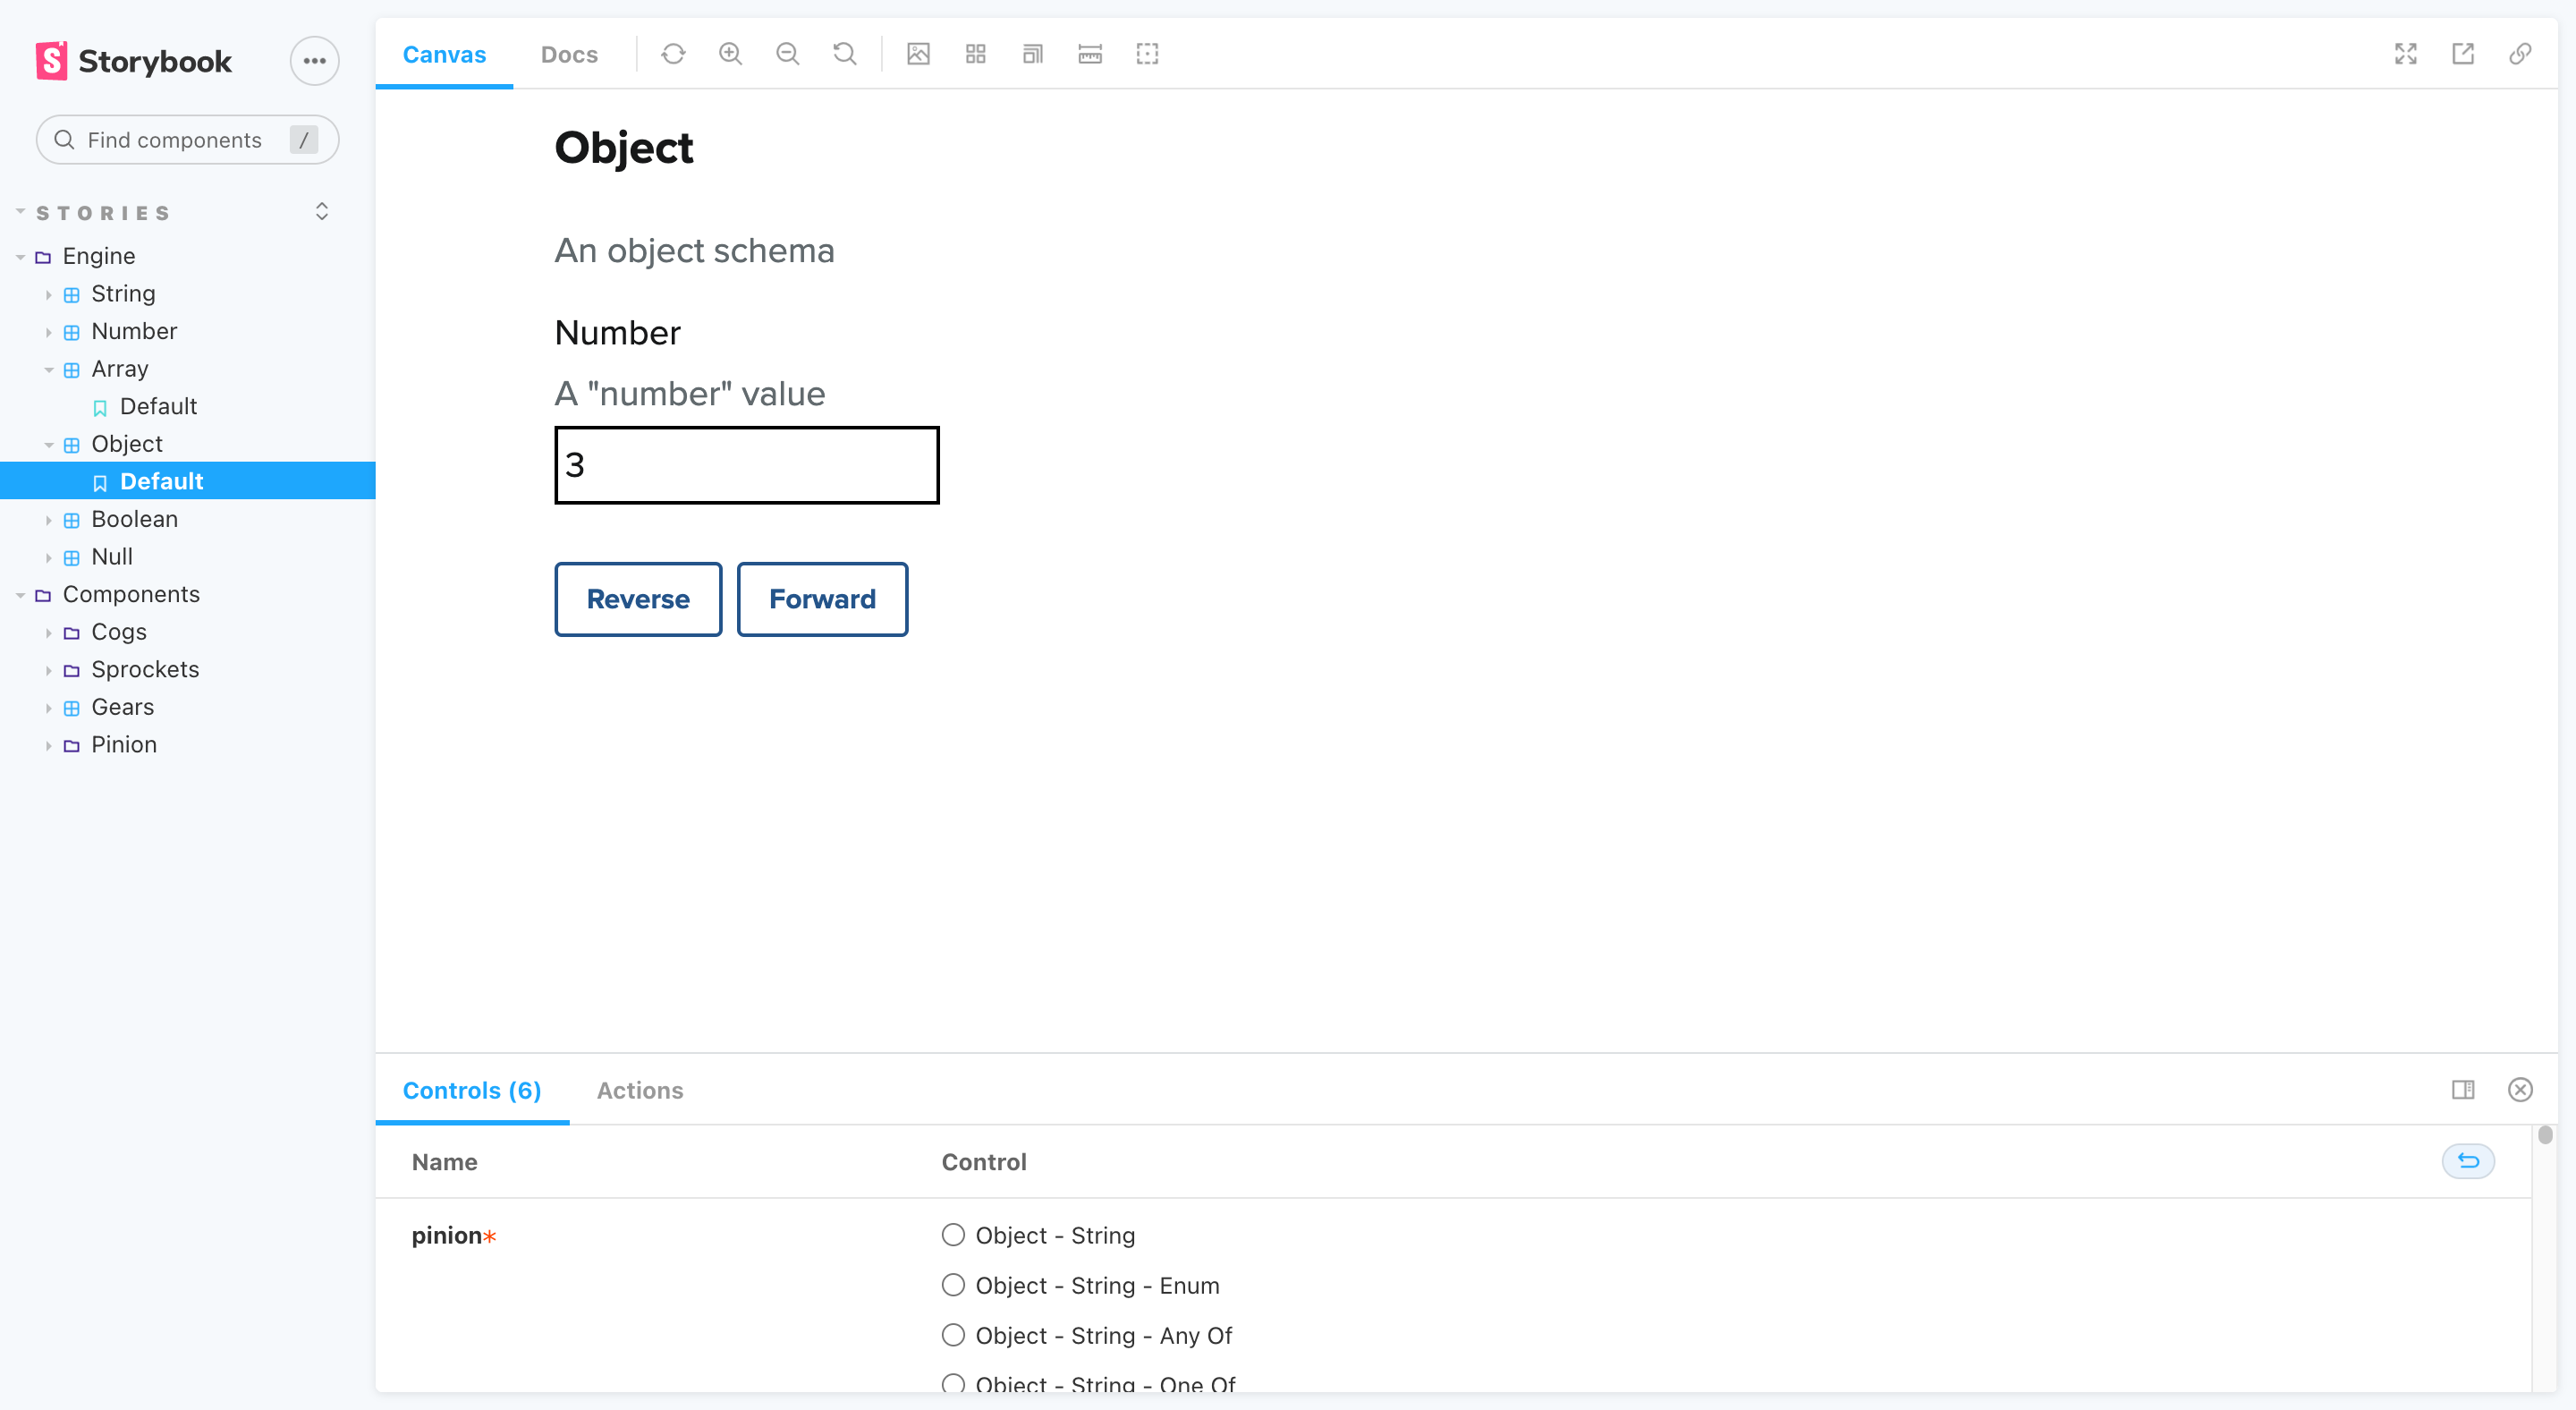 Storybook
Find components /
STORIES
Engine
String
Number
Array
Default
Object
Default
Boolean
Null
Components
Cogs
Sprockets
Gears
Pinion
Canvas Docs
Object
An object schema
Number
A "number" value
3
Reverse Forward
Controls (6) Actions
Name Control
pinion*
Object - String
Object - String - Enum
Object - String - Any Of
Object - String - One Of